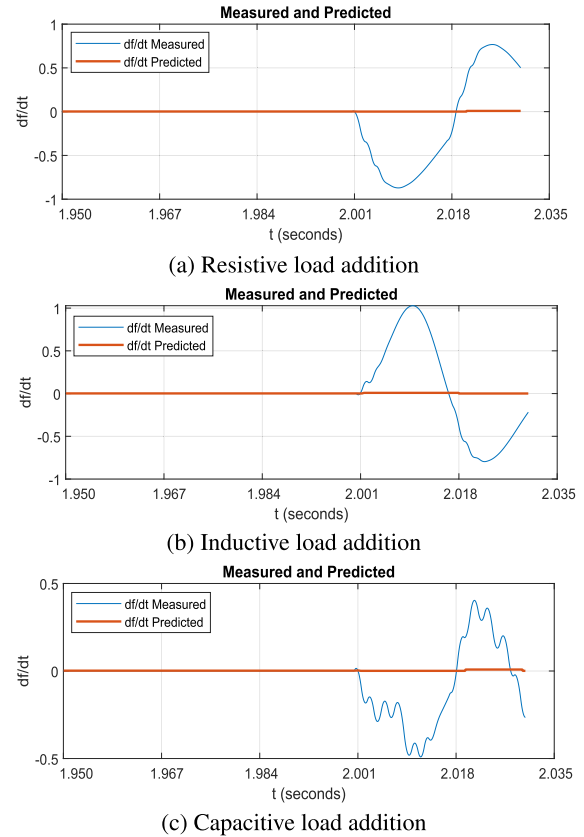 Measured and Predicted
1
df/dt Measured
df/dt Predicted
0.5
df/dt
0
-0.5
-1
1.950 1.967 1.984 2.001 2.018 2.035
t (seconds)
(a) Resistive load addition
Measured and Predicted
1
df/dt Measured
df/dt Predicted
0.5
df/dt
0
-0.5
-1
1.950 1.967 1.984 2.001 2.018 2.035
t (seconds)
(b) Inductive load addition
Measured and Predicted
0.5
df/dt Measured
df/dt Predicted
df/dt
0
-0.5
1.950 1.967 1.984 2.001 2.018 2.035
t (seconds)
(c) Capacitive load addition